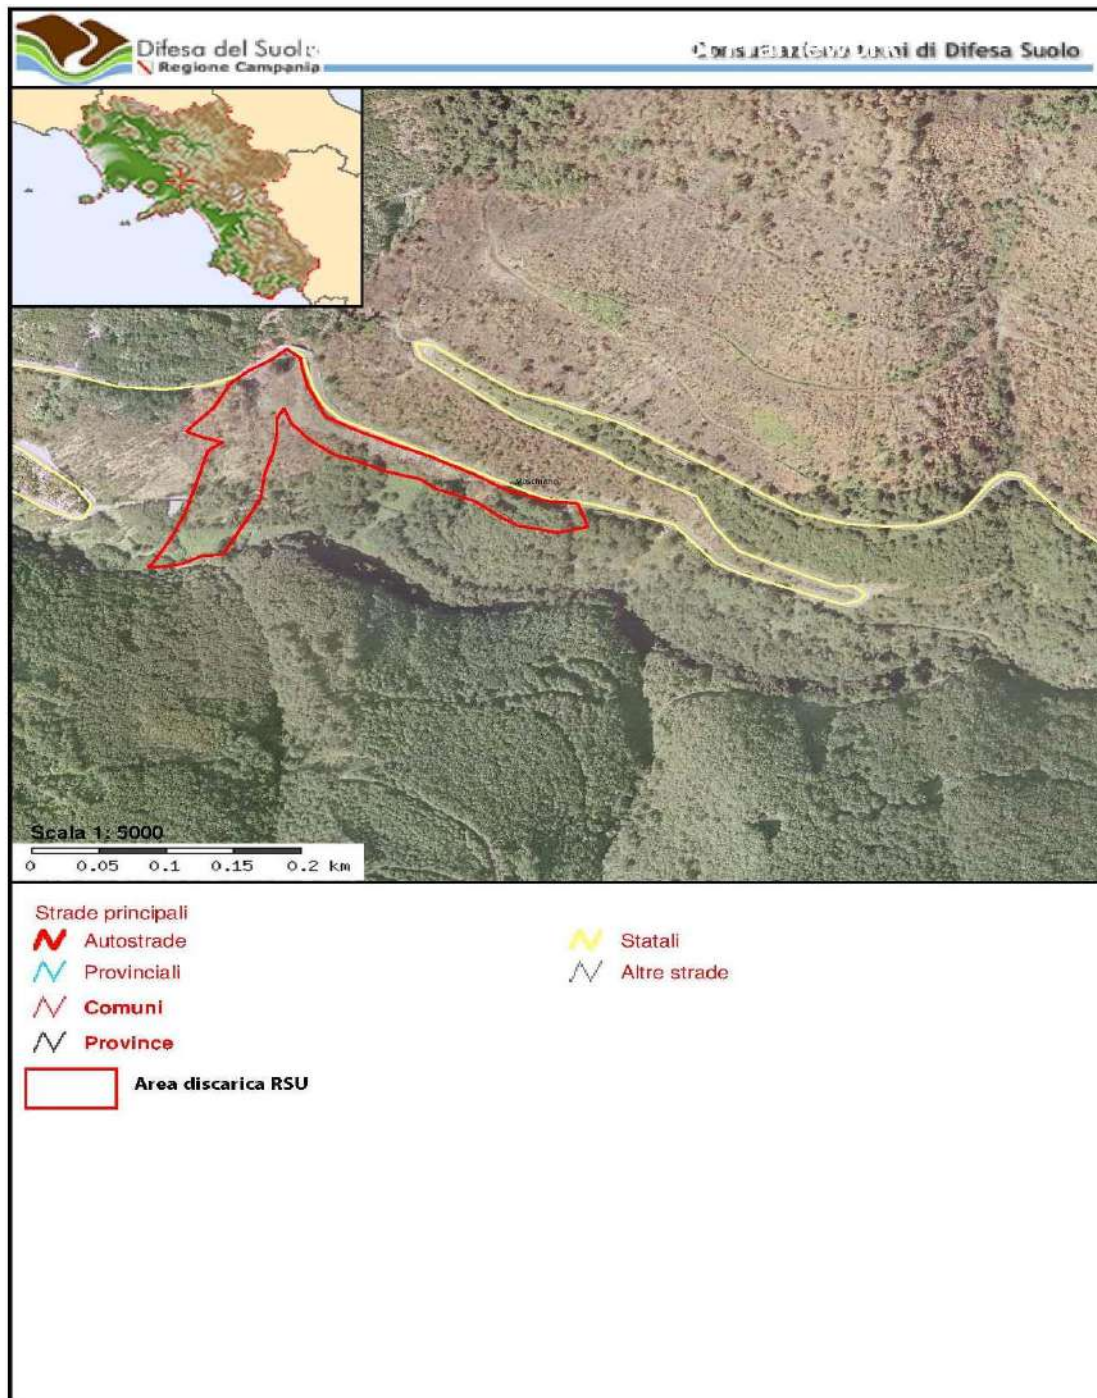 Difesa del Suolo
Regione Campania
di Difesa Suolo
Scala 1: 5000
0 0.05 0.1 0.15 0.2 km
Strade principali
Autostrade
Statali
Provinciali
Altre strade
Comuni
Province
Area discarica RSU